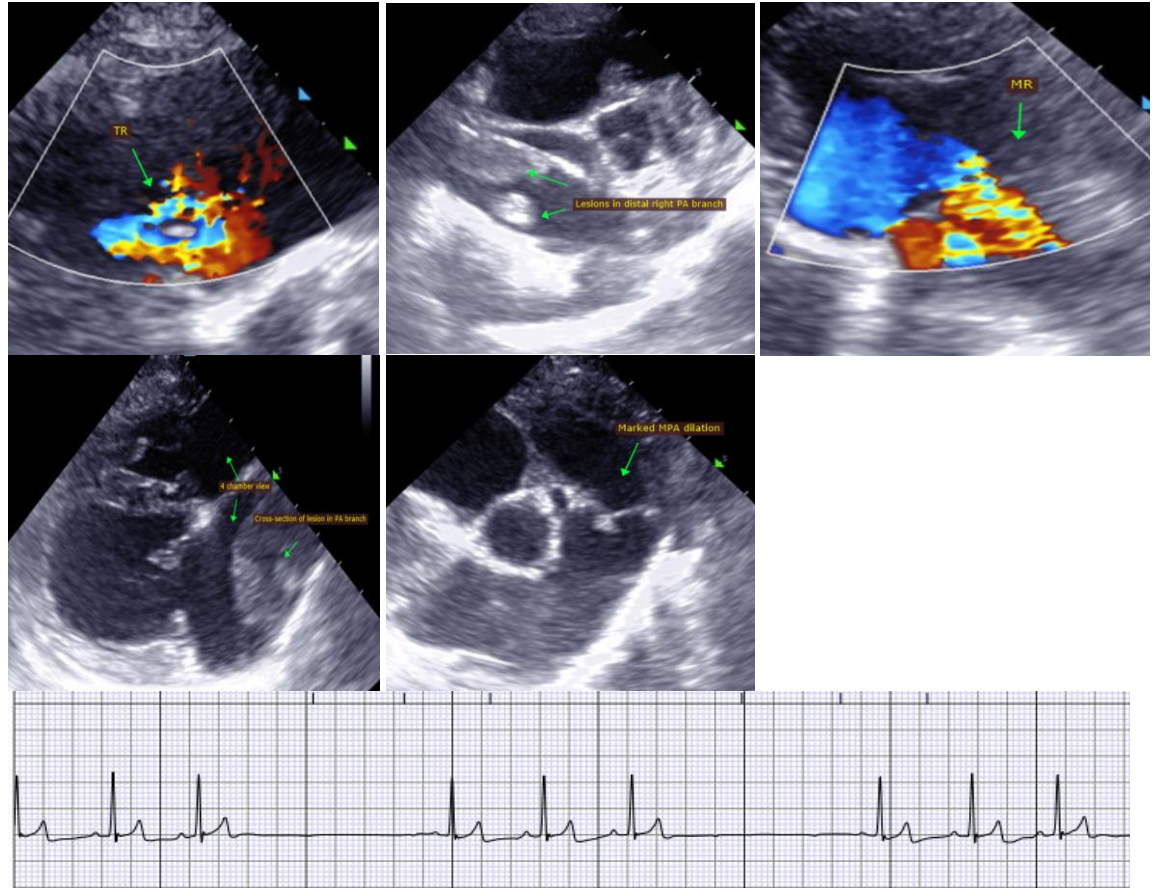 TR
Lesions in distal right PA branch
MR
4 chamber view
Cross-section of lesion in PA branch
Marked MPA dilation